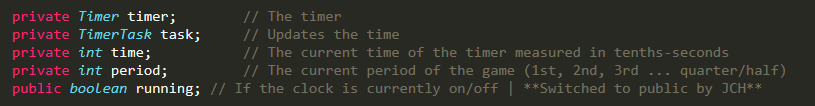 private Timer timer;          // The timer
private TimerTask task;      // Updates the time
private int time;             // The current time of the timer measured in tenths-seconds
private int period;           // The current period of the game (1st, 2nd, 3rd ... quarter/half)
public boolean running; // If the clock is currently on/off | **Switched to public by JCH**